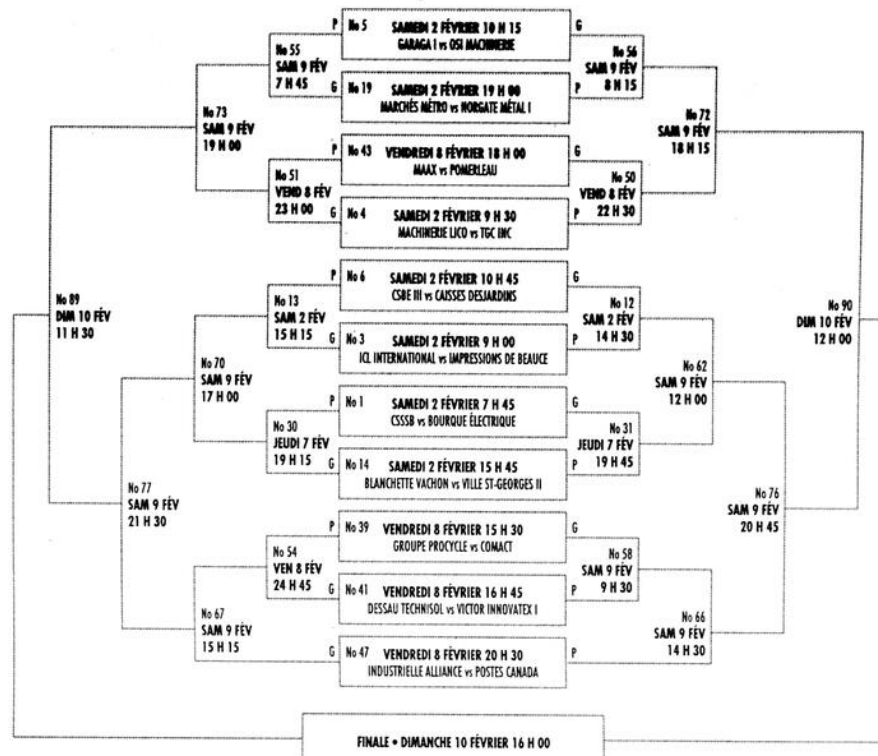 P No 5 SAMEDI 2 FÉVRIER 10 H 15 G
GARAGA I vs OSI MACHINERIE
No 55
SAM 9 FÉV
7 H 45
No 56
SAM 9 FÉV
8 H 15
G No 19 SAMEDI 2 FÉVRIER 19 H 00 P
MARCHÉS MÉTRO vs NORGATE MÉTAL I
No 73
SAM 9 FÉV
19 H 00
No 72
SAM 9 FÉV
18 H 15
P No 43 VENDREDI 8 FÉVRIER 18 H 00 G
MAAX vs POMERLEAU
No 51
VEND 8 FÉV
23 H 00
No 50
VEND 8 FÉV
22 H 30
G No 4 SAMEDI 2 FÉVRIER 9 H 30 P
MACHINERIE LICO vs TGC INC
P No 6 SAMEDI 2 FÉVRIER 10 H 45 G
CSBE III vs CAISSES DESJARDINS
No 89
DIM 10 FÉV
11 H 30
No 13
SAM 2 FÉV
15 H 15
No 12
SAM 2 FÉV
14 H 30
No 90
DIM 10 FÉV
12 H 00
G No 3 SAMEDI 2 FÉVRIER 9 H 00 P
ICL INTERNATIONAL vs IMPRESSIONS DE BEAUCE
No 70
SAM 9 FÉV
17 H 00
No 62
SAM 9 FÉV
12 H 00
P No 1 SAMEDI 2 FÉVRIER 7 H 45 G
CSSSB vs BOURQUE ÉLECTRIQUE
No 30
JEUDI 7 FÉV
19 H 15
No 31
JEUDI 7 FÉV
19 H 45
G No 14 SAMEDI 2 FÉVRIER 15 H 45 P
BLANCHETTE VACHON vs VILLE ST-GEORGES II
No 77
SAM 9 FÉV
21 H 30
No 76
SAM 9 FÉV
20 H 45
P No 39 VENDREDI 8 FÉVRIER 15 H 30 G
GROUPE PROCYCLE vs COMACT
No 54
VEN 8 FÉV
24 H 45
No 58
SAM 9 FÉV
9 H 30
G No 41 VENDREDI 8 FÉVRIER 16 H 45 P
DESSAU TECHNISOL vs VICTOR INNOVATEX I
No 67
SAM 9 FÉV
15 H 15
No 66
SAM 9 FÉV
14 H 30
G No 47 VENDREDI 8 FÉVRIER 20 H 30 P
INDUSTRIELLE ALLIANCE vs POSTES CANADA
FINALE • DIMANCHE 10 FÉVRIER 16 H 00